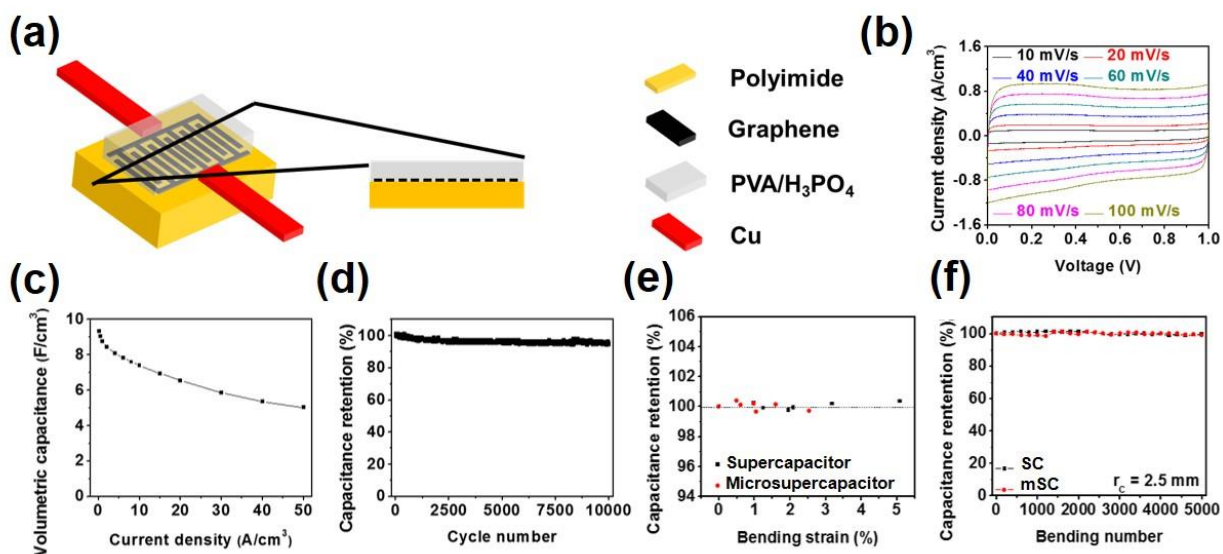 (a)
Polyimide
Graphene
PVA/H₃PO₄
Cu
(b)
Current density (A/cm³)
1.6
0.8
0.0
-0.8
-1.6
10 mV/s 20 mV/s
40 mV/s 60 mV/s
80 mV/s 100 mV/s
0.0 0.2 0.4 0.6 0.8 1.0
Voltage (V)
(c)
Volumetric capacitance (F/cm³)
10
8
6
4
2
0
0 10 20 30 40 50
Current density (A/cm³)
(d)
Capacitance retention (%)
100
80
60
40
20
0
0 2500 5000 7500 10000
Cycle number
(e)
Capacitance retention (%)
106
104
102
100
98
96
94
Supercapacitor
Microsupercapacitor
0 1 2 3 4 5
Bending strain (%)
(f)
Capacitance rentention (%)
100
80
60
40
20
0
SC
mSC
r꜀ = 2.5 mm
0 1000 2000 3000 4000 5000
Bending number